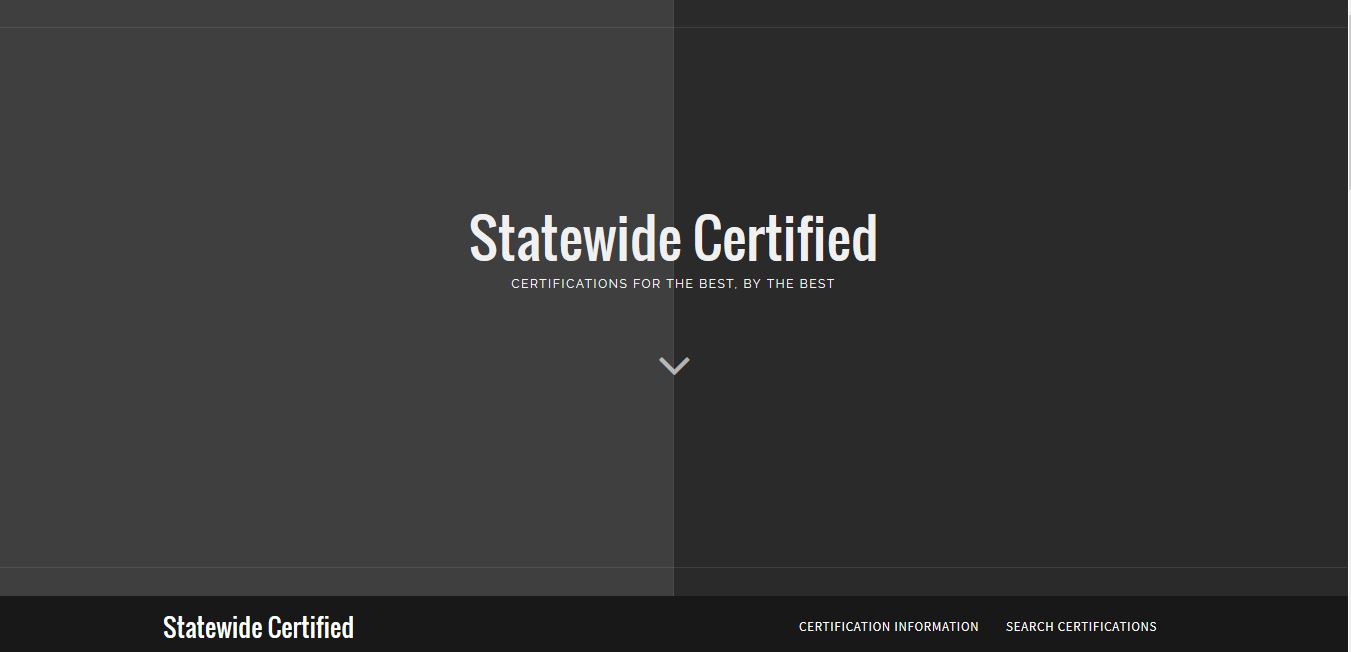 Statewide Certified
CERTIFICATIONS FOR THE BEST, BY THE BEST
Statewide Certified
CERTIFICATION INFORMATION
SEARCH CERTIFICATIONS